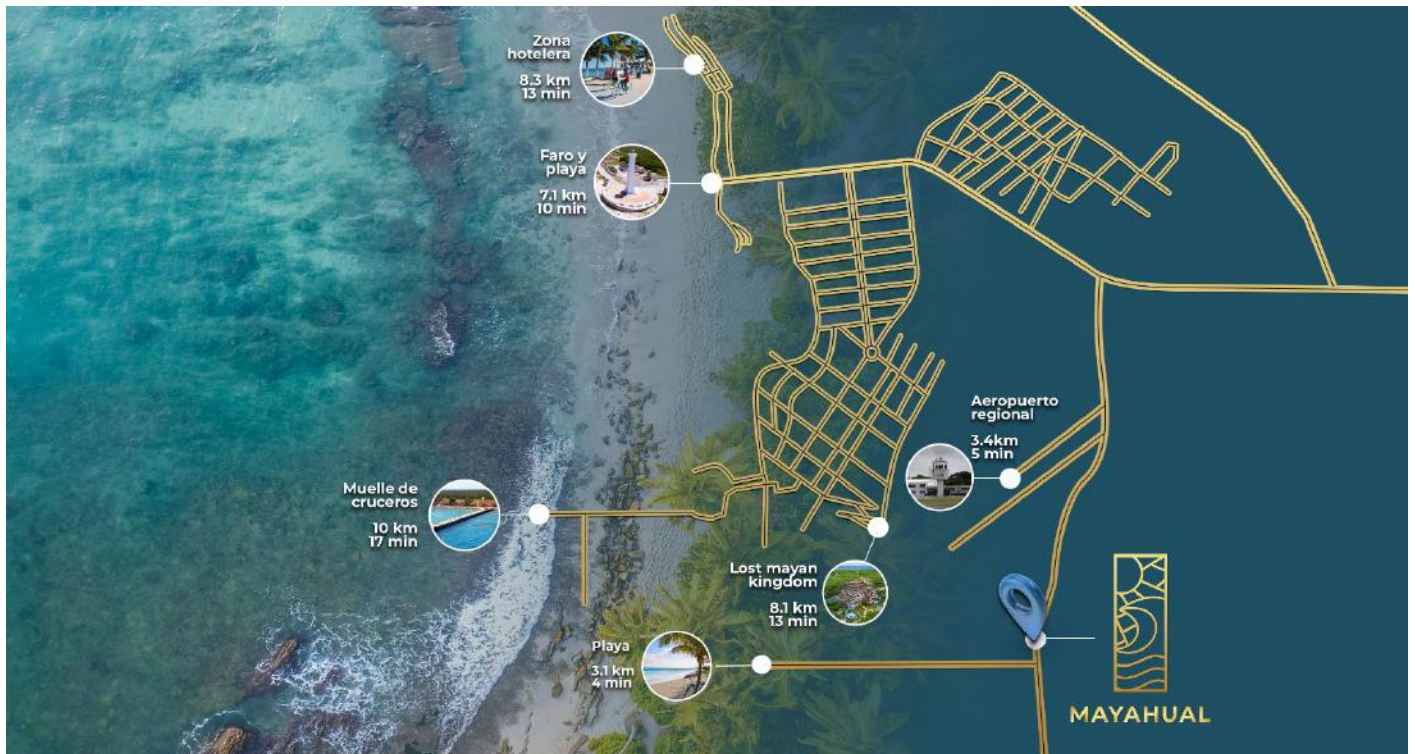 Zona
hotelera
8.3 km
13 min
Faro y
playa
7.1 km
10 min
Aeropuerto
regional
3.4km
5 min
Muelle de
cruceros
10 km
17 min
Lost mayan
kingdom
8.1 km
13 min
Playa
3.1 km
4 min
MAYAHUAL